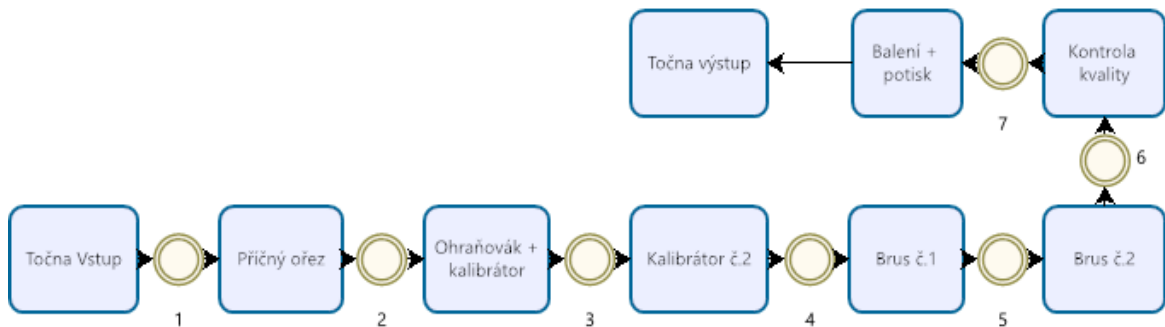 Točna výstup
Balení +
potisk
Kontrola
kvality
7
6
Točna Vstup
Příčný ořez
Ohraňovák +
kalibrátor
Kalibrátor č.2
Brus č.1
Brus č.2
1
2
3
4
5